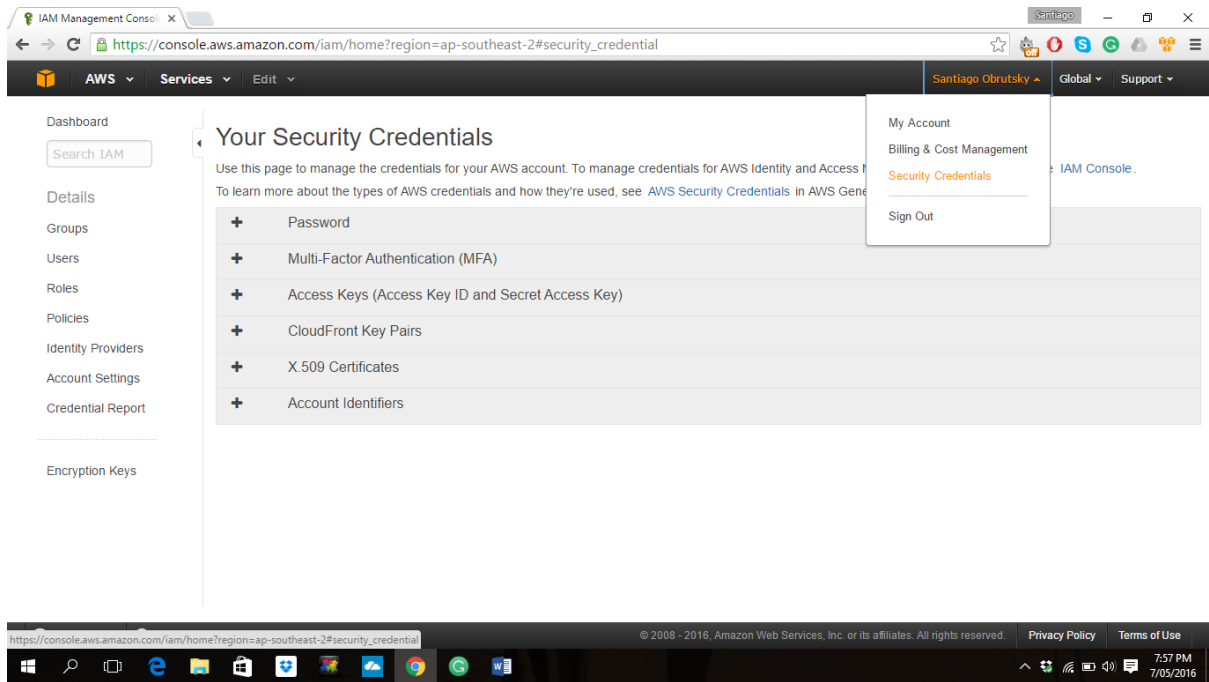 IAM Management Consol
Santiago
https://console.aws.amazon.com/iam/home?region=ap-southeast-2#security_credential
off
AWS Services Edit Santiago Obrutsky Global Support
Dashboard
Search IAM
Details
Groups
Users
Roles
Policies
Identity Providers
Account Settings
Credential Report
Encryption Keys
Your Security Credentials
Use this page to manage the credentials for your AWS account. To manage credentials for AWS Identity and Access IAM Console.
To learn more about the types of AWS credentials and how they're used, see AWS Security Credentials in AWS Gene
Password
Multi-Factor Authentication (MFA)
Access Keys (Access Key ID and Secret Access Key)
CloudFront Key Pairs
X.509 Certificates
Account Identifiers
My Account
Billing & Cost Management
Security Credentials
Sign Out
https://console.aws.amazon.com/iam/home?region=ap-southeast-2#security_credential
© 2008 - 2016, Amazon Web Services, Inc. or its affiliates. All rights reserved. Privacy Policy Terms of Use
7:57 PM
7/05/2016